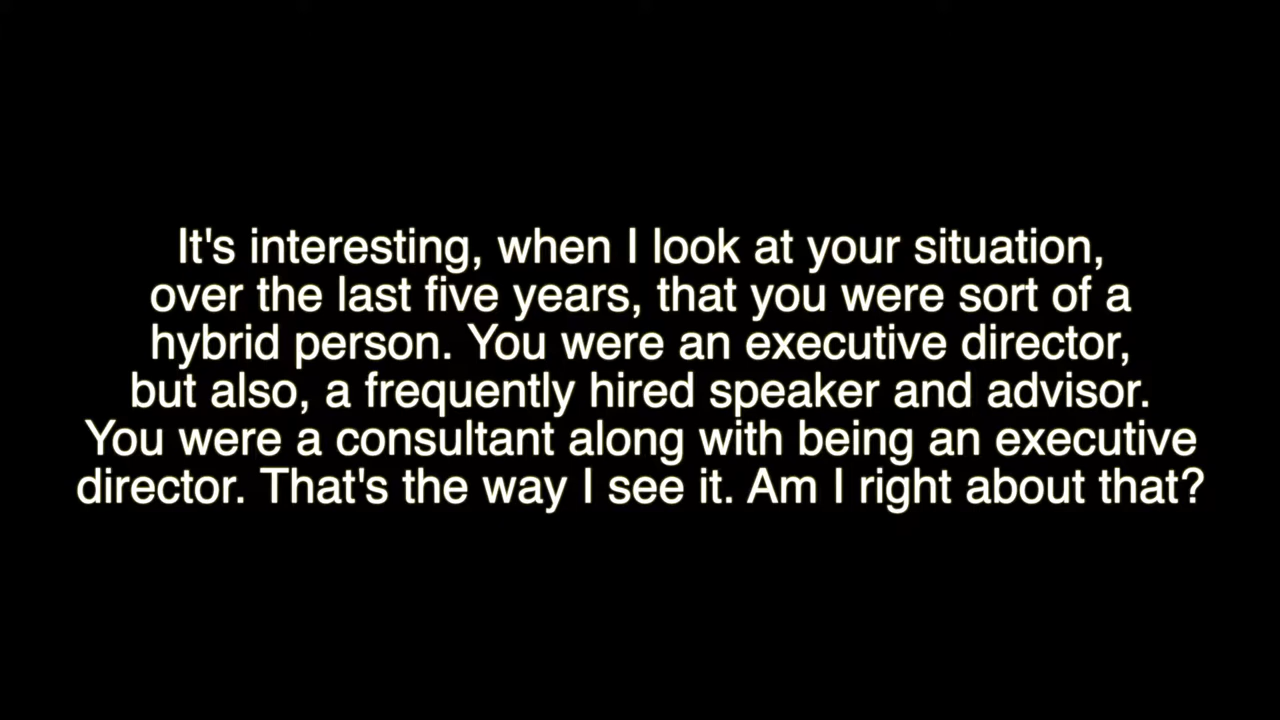 It's interesting, when I look at your situation,
over the last five years, that you were sort of a
hybrid person. You were an executive director,
but also, a frequently hired speaker and advisor.
You were a consultant along with being an executive
director. That's the way I see it. Am I right about that?